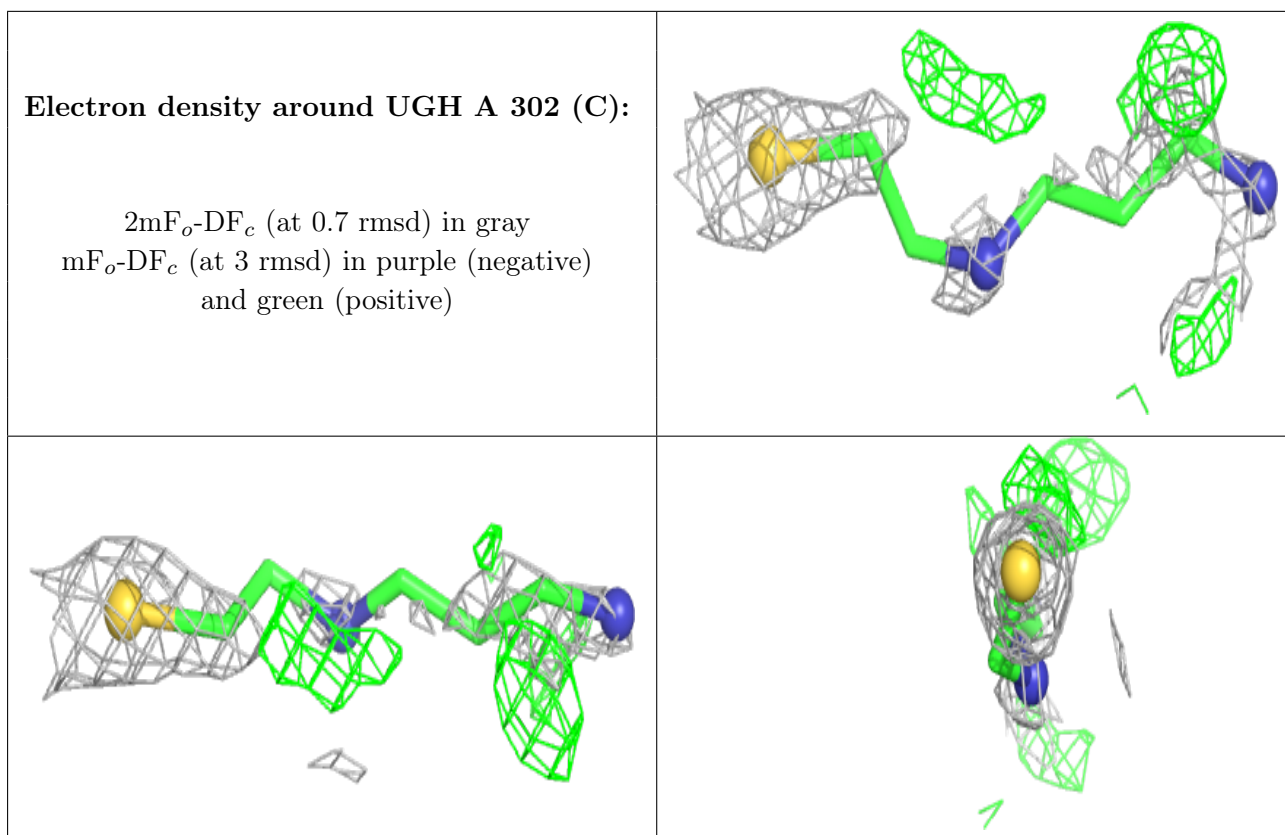 Electron density around UGH A 302 (C):
2mFo-DFc (at 0.7 rmsd) in gray
mFo-DFc (at 3 rmsd) in purple (negative)
and green (positive)